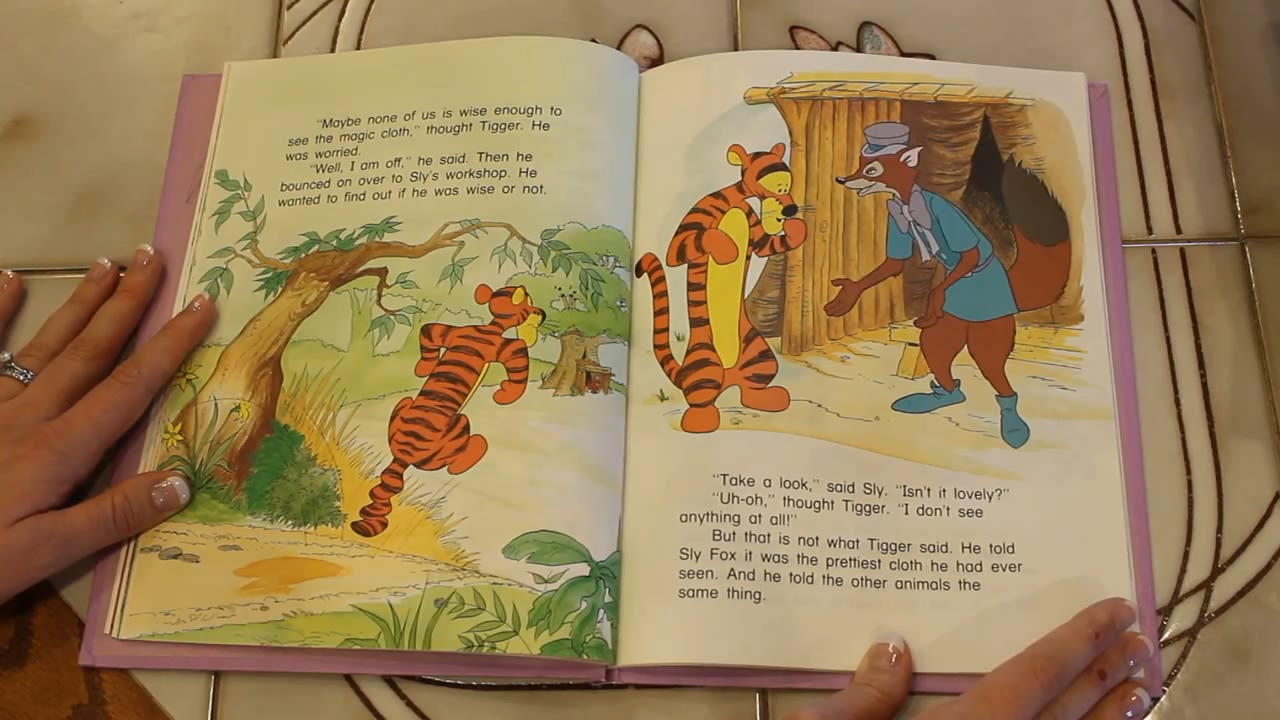 "Maybe none of us is wise enough to
see the magic cloth," thought Tigger. He
was worried.
"Well, I am off," he said. Then he
bounced on over to Sly's workshop. He
wanted to find out if he was wise or not.
"Take a look," said Sly. "Isn't it lovely?"
"Uh-oh," thought Tigger. "I don't see
anything at all!"
But that is not what Tigger said. He told
Sly Fox it was the prettiest cloth he had ever
seen. And he told the other animals the
same thing.